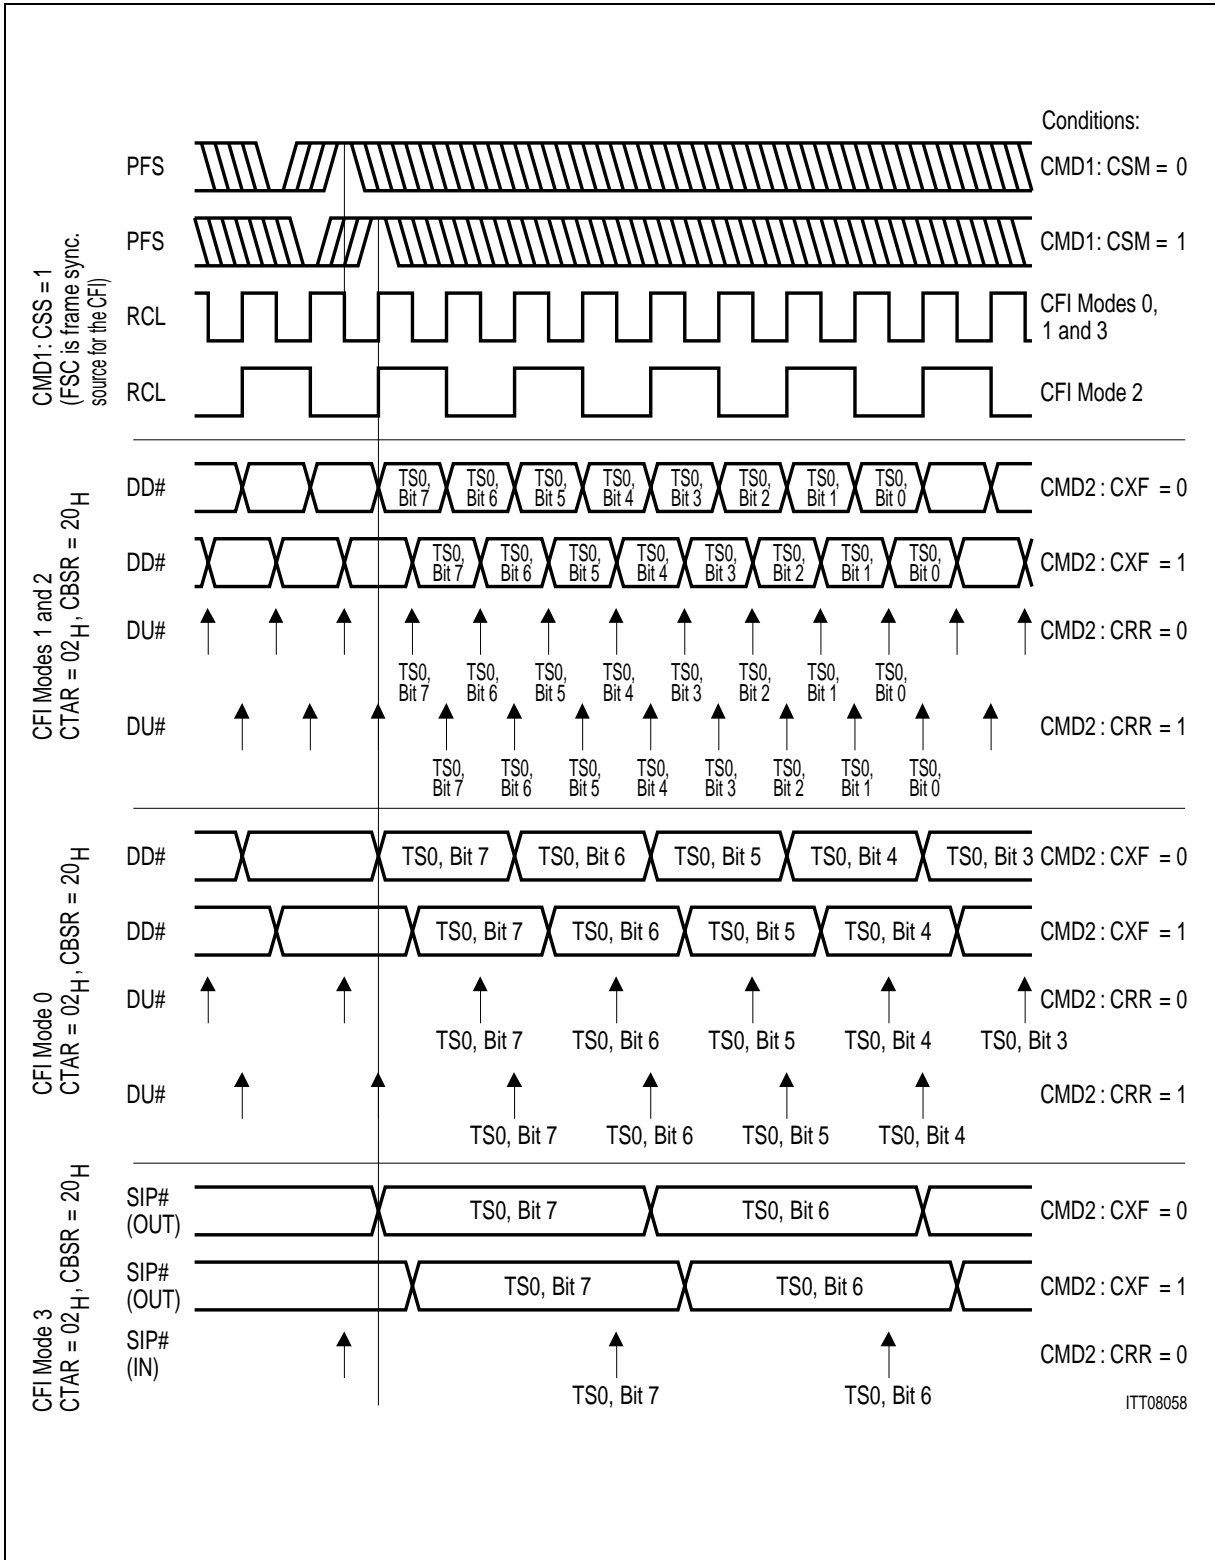 Conditions:
PFS
CMD1: CSM = 0
PFS
CMD1: CSM = 1
CMD1: CSS = 1
(FSC is frame sync.
source for the CFI)
RCL
CFI Modes 0,
1 and 3
RCL
CFI Mode 2
CFI Modes 1 and 2
CTAR = 02H, CBSR = 20H
DD#
TS0, Bit 7
TS0, Bit 6
TS0, Bit 5
TS0, Bit 4
TS0, Bit 3
TS0, Bit 2
TS0, Bit 1
TS0, Bit 0
CMD2 : CXF = 0
DD#
TS0, Bit 7
TS0, Bit 6
TS0, Bit 5
TS0, Bit 4
TS0, Bit 3
TS0, Bit 2
TS0, Bit 1
TS0, Bit 0
CMD2 : CXF = 1
DU#
CMD2 : CRR = 0
TS0, Bit 7
TS0, Bit 6
TS0, Bit 5
TS0, Bit 4
TS0, Bit 3
TS0, Bit 2
TS0, Bit 1
TS0, Bit 0
DU#
CMD2 : CRR = 1
TS0, Bit 7
TS0, Bit 6
TS0, Bit 5
TS0, Bit 4
TS0, Bit 3
TS0, Bit 2
TS0, Bit 1
TS0, Bit 0
CFI Mode 0
CTAR = 02H, CBSR = 20H
DD#
TS0, Bit 7
TS0, Bit 6
TS0, Bit 5
TS0, Bit 4
TS0, Bit 3
CMD2 : CXF = 0
DD#
TS0, Bit 7
TS0, Bit 6
TS0, Bit 5
TS0, Bit 4
CMD2 : CXF = 1
DU#
CMD2 : CRR = 0
TS0, Bit 7
TS0, Bit 6
TS0, Bit 5
TS0, Bit 4
TS0, Bit 3
DU#
CMD2 : CRR = 1
TS0, Bit 7
TS0, Bit 6
TS0, Bit 5
TS0, Bit 4
CFI Mode 3
CTAR = 02H, CBSR = 20H
SIP#
(OUT)
TS0, Bit 7
TS0, Bit 6
CMD2 : CXF = 0
SIP#
(OUT)
TS0, Bit 7
TS0, Bit 6
CMD2 : CXF = 1
SIP#
(IN)
CMD2 : CRR = 0
TS0, Bit 7
TS0, Bit 6
ITT08058